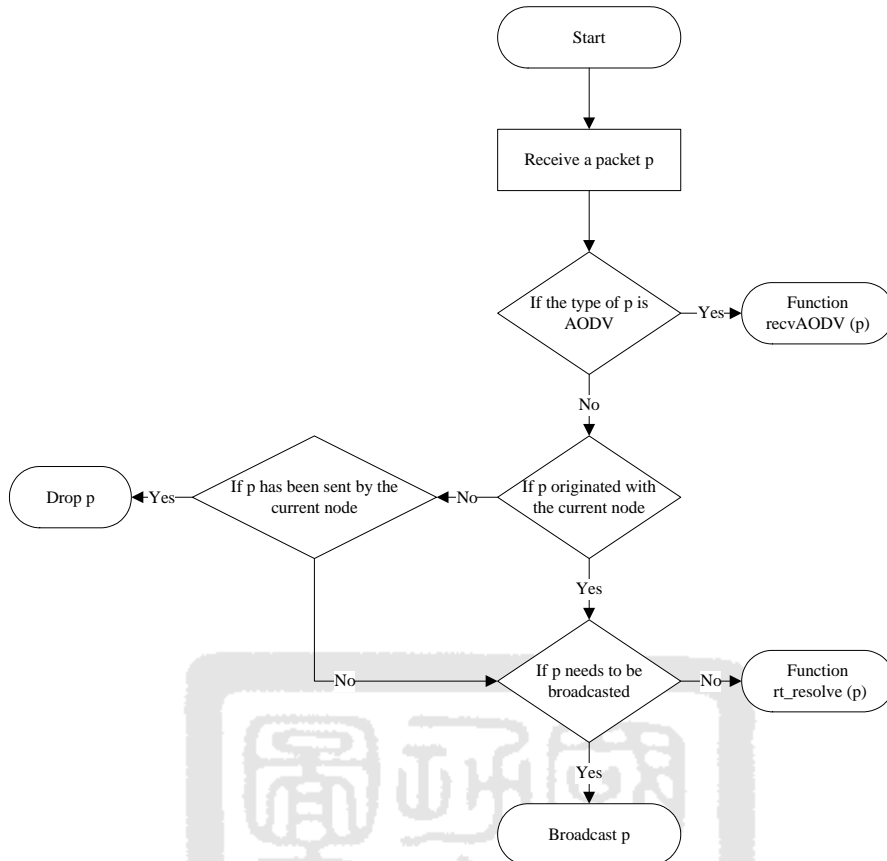 Start
Receive a packet p
If the type of p is
AODV
Yes
Function
recvAODV (p)
No
If p originated with
the current node
No
If p has been sent by the
current node
Yes
Drop p
Yes
No
If p needs to be
broadcasted
No
Function
rt_resolve (p)
Yes
Broadcast p